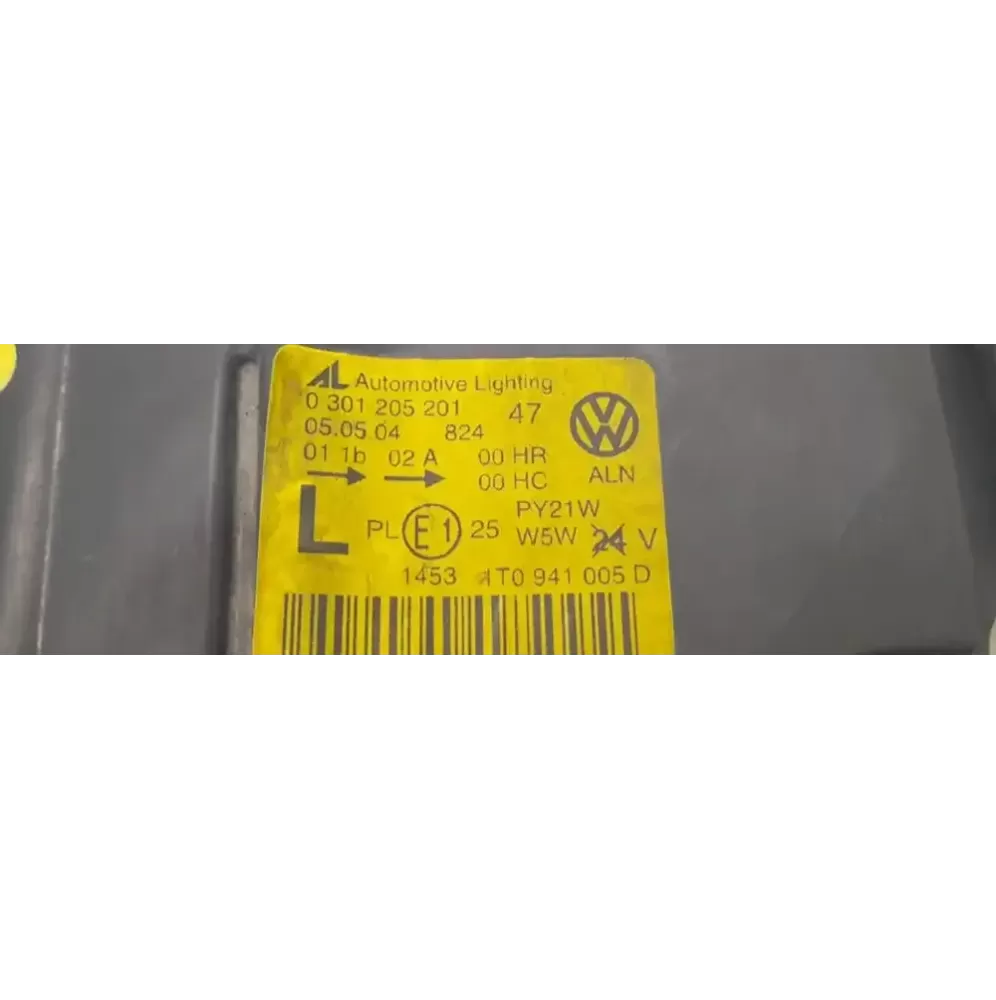 AL Automotive Lighting
0 301 205 201 47
05.05.04 824
01 1b 02 A 00 HR
00 HC ALN
L PL E1 25 PY21W
W5W 24 V
1453 1T0 941 005 D